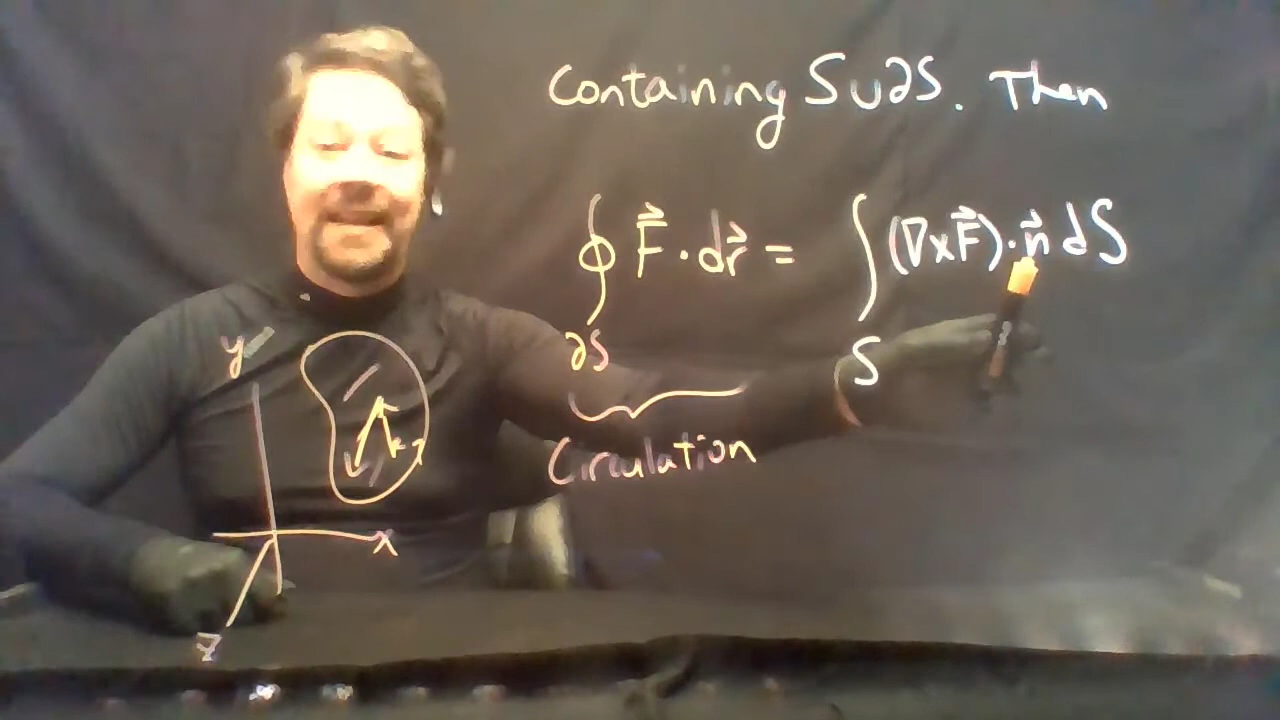 Containing S∪∂S. Then
∮ F⃗ · dr⃗ = ∫ (∇×F⃗)·n⃗ dS
∂S S
Circulation
y
x
z